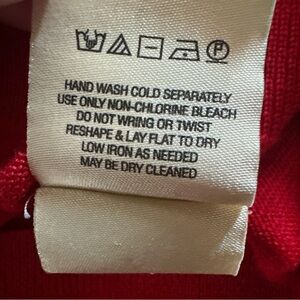 HAND WASH COLD SEPARATELY
USE ONLY NON-CHLORINE BLEACH
DO NOT WRING OR TWIST
RESHAPE & LAY FLAT TO DRY
LOW IRON AS NEEDED
MAY BE DRY CLEANED